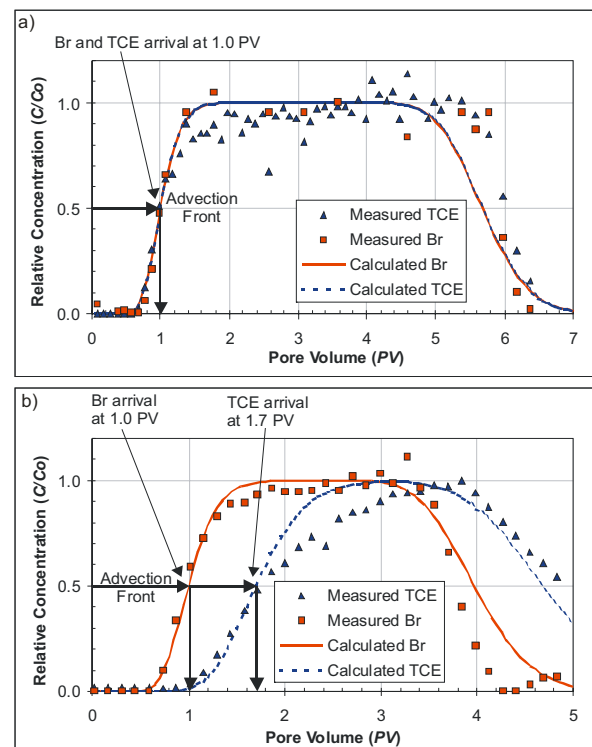 a)
Br and TCE arrival at 1.0 PV
Relative Concentration (C/Co)
1.0
0.5
0.0
Advection
Front
Measured TCE
Measured Br
Calculated Br
Calculated TCE
0 1 2 3 4 5 6 7
Pore Volume (PV)
b)
Br arrival
at 1.0 PV
TCE arrival
at 1.7 PV
Relative Concentration (C/Co)
1.0
0.5
0.0
Advection
Front
Measured TCE
Measured Br
Calculated Br
Calculated TCE
0 1 2 3 4 5
Pore Volume (PV)